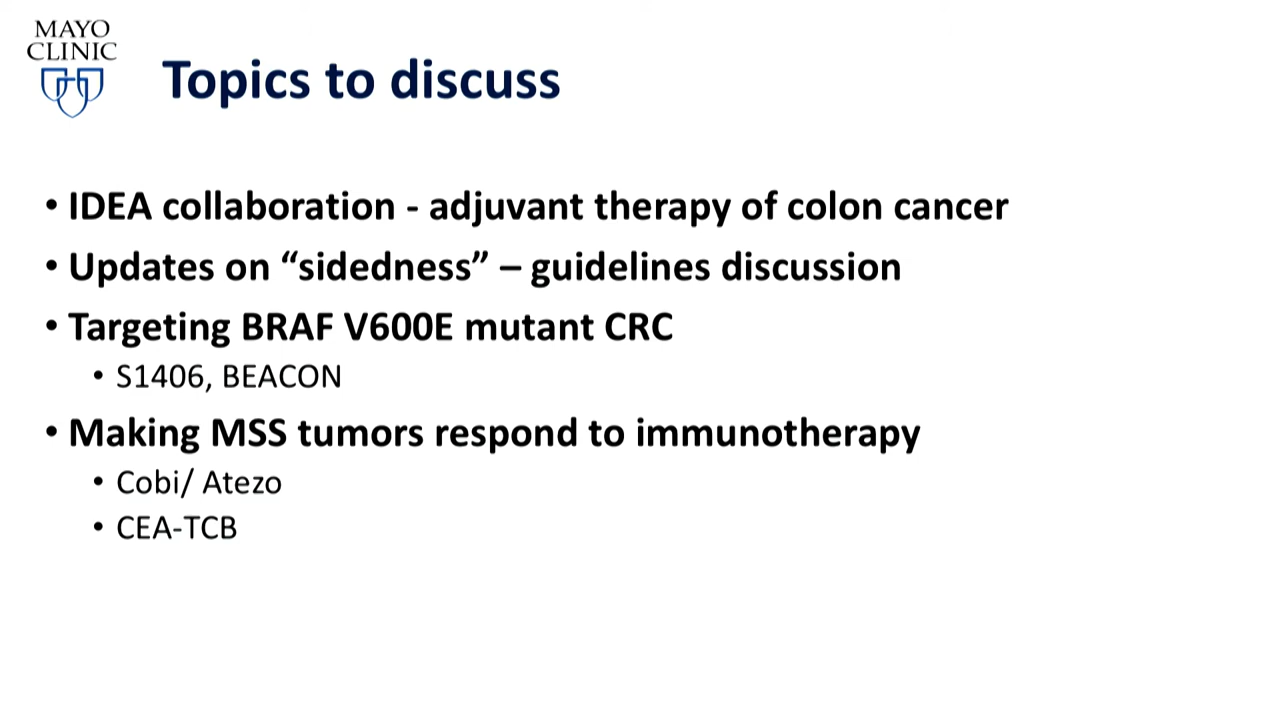 MAYO
CLINIC
Topics to discuss
• IDEA collaboration - adjuvant therapy of colon cancer
• Updates on “sidedness” – guidelines discussion
• Targeting BRAF V600E mutant CRC
• S1406, BEACON
• Making MSS tumors respond to immunotherapy
• Cobi/ Atezo
• CEA-TCB